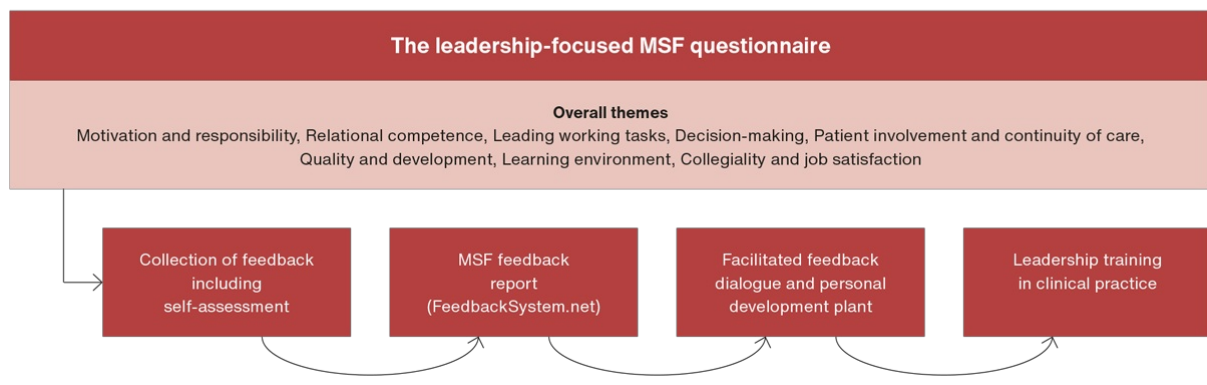 The leadership-focused MSF questionnaire
Overall themes
Motivation and responsibility, Relational competence, Leading working tasks, Decision-making, Patient involvement and continuity of care,
Quality and development, Learning environment, Collegiality and job satisfaction
Collection of feedback
including
self-assessment
MSF feedback
report
(FeedbackSystem.net)
Facilitated feedback
dialogue and personal
development plant
Leadership training
in clinical practice